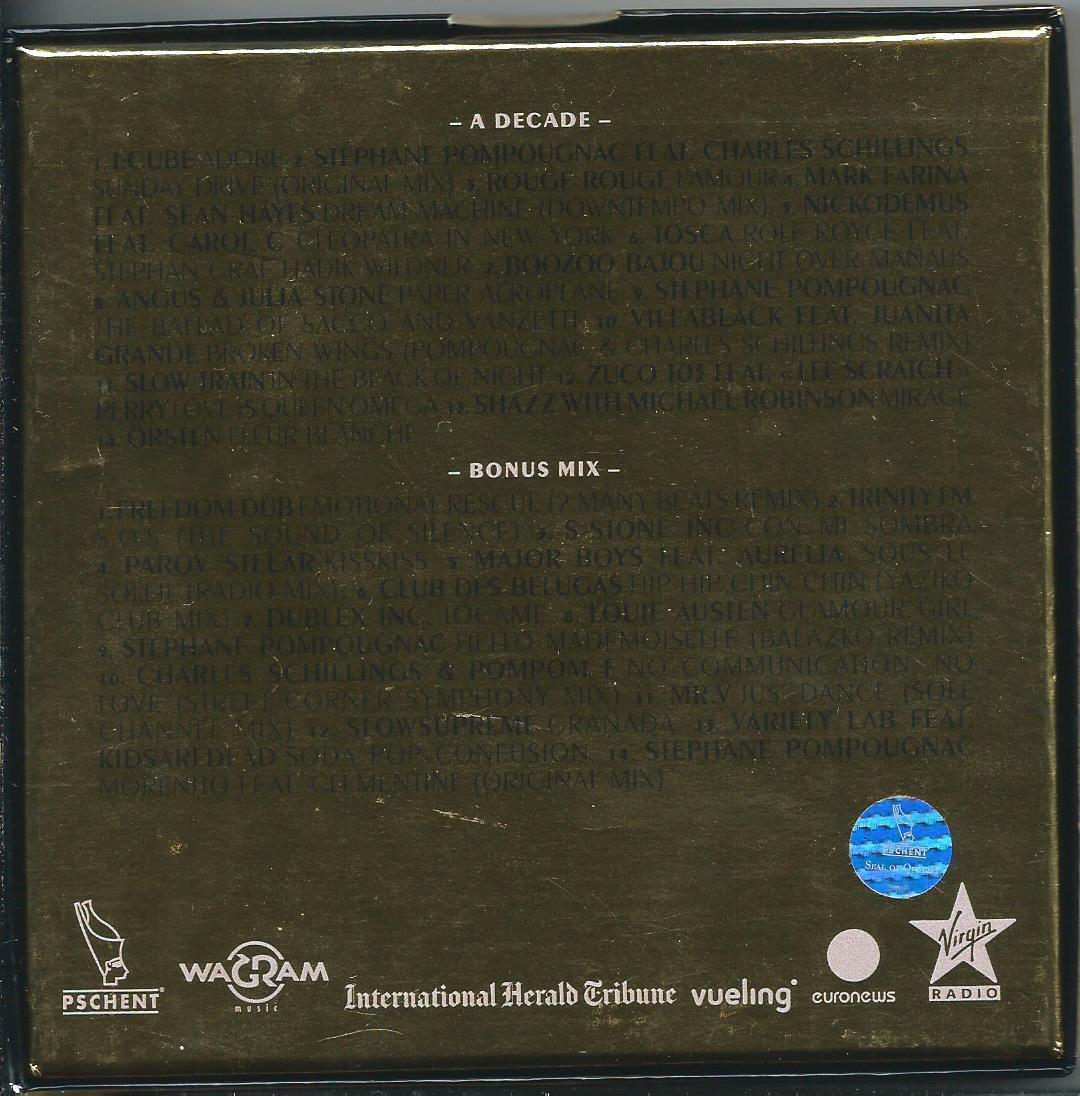 – A DECADE –
1. I:CUBE ADORE 2. STÉPHANE POMPOUGNAC FEAT. CHARLES SCHILLINGS
SUNDAY DRIVE (ORIGINAL MIX) 3. ROUGE ROUGE L'AMOUR 4. MARK FARINA
FEAT. SEAN HAYES DREAM MACHINE (DOWNTEMPO MIX) 5. NICKODEMUS
FEAT. CAROL C CLEOPATRA IN NEW YORK 6. TOSCA ROLF ROYCE FEAT.
STEPHAN GRAF HADIK WILDNER 7. BOOZOO BAJOU NIGHT OVER MANAUS
8. ANGUS & JULIA STONE PAPER AEROPLANE 9. STÉPHANE POMPOUGNAC
THE BALLAD OF SACCO AND VANZETTI 10. VILLABLACK FEAT. JUANITA
GRANDE BROKEN WINGS (POMPOUGNAC & CHARLES SCHILLINGS REMIX)
11. SLOW TRAIN IN THE BLACK OF NIGHT 12. ZUCO 103 FEAT. « LEE SCRATCH »
PERRY LOVE IS QUEEN OMEGA 13. SHAZZ WITH MICHAEL ROBINSON MIRAGE
14. ÖRSTEN FLEUR BLANCHE
– BONUS MIX –
1. FREEDOM DUB EMOTIONAL RESCUE (2 MANY BEATS REMIX) 2. TRINITY FM
S.O.S (THE SOUND OF SILENCE) 3. S-STONE INC CON MI SOMBRA
4. PAROV STELAR KISSKISS 5. MAJOR BOYS FEAT. AURELIA SOUS LE
SOLEIL (RADIO MIX) 6. CLUB DES BELUGAS HIP HIP CHIN CHIN (YAZIKO
CLUB MIX) 7. DUBLEX INC. TOCAME 8. LOUIE AUSTEN GLAMOUR GIRL
9. STÉPHANE POMPOUGNAC HELLO MADEMOISELLE (BALAZKO REMIX)
10. CHARLES SCHILLINGS & POMPOM F NO COMMUNICATION, NO
LOVE (STREET CORNER SYMPHONY MIX) 11. MR.V JUS' DANCE (SOLE
CHANNEL MIX) 12. SLOWSUPREME GRANADA 13. VARIETY LAB FEAT.
KIDSAREDEAD SODA POP CONFUSION 14. STÉPHANE POMPOUGNAC
MORENITO FEAT. CLEMENTINE (ORIGINAL MIX)
PSCHENT
SEAL OF
PSCHENT®
WAGRAM
music
International Herald Tribune
vueling
euronews
Virgin
RADIO